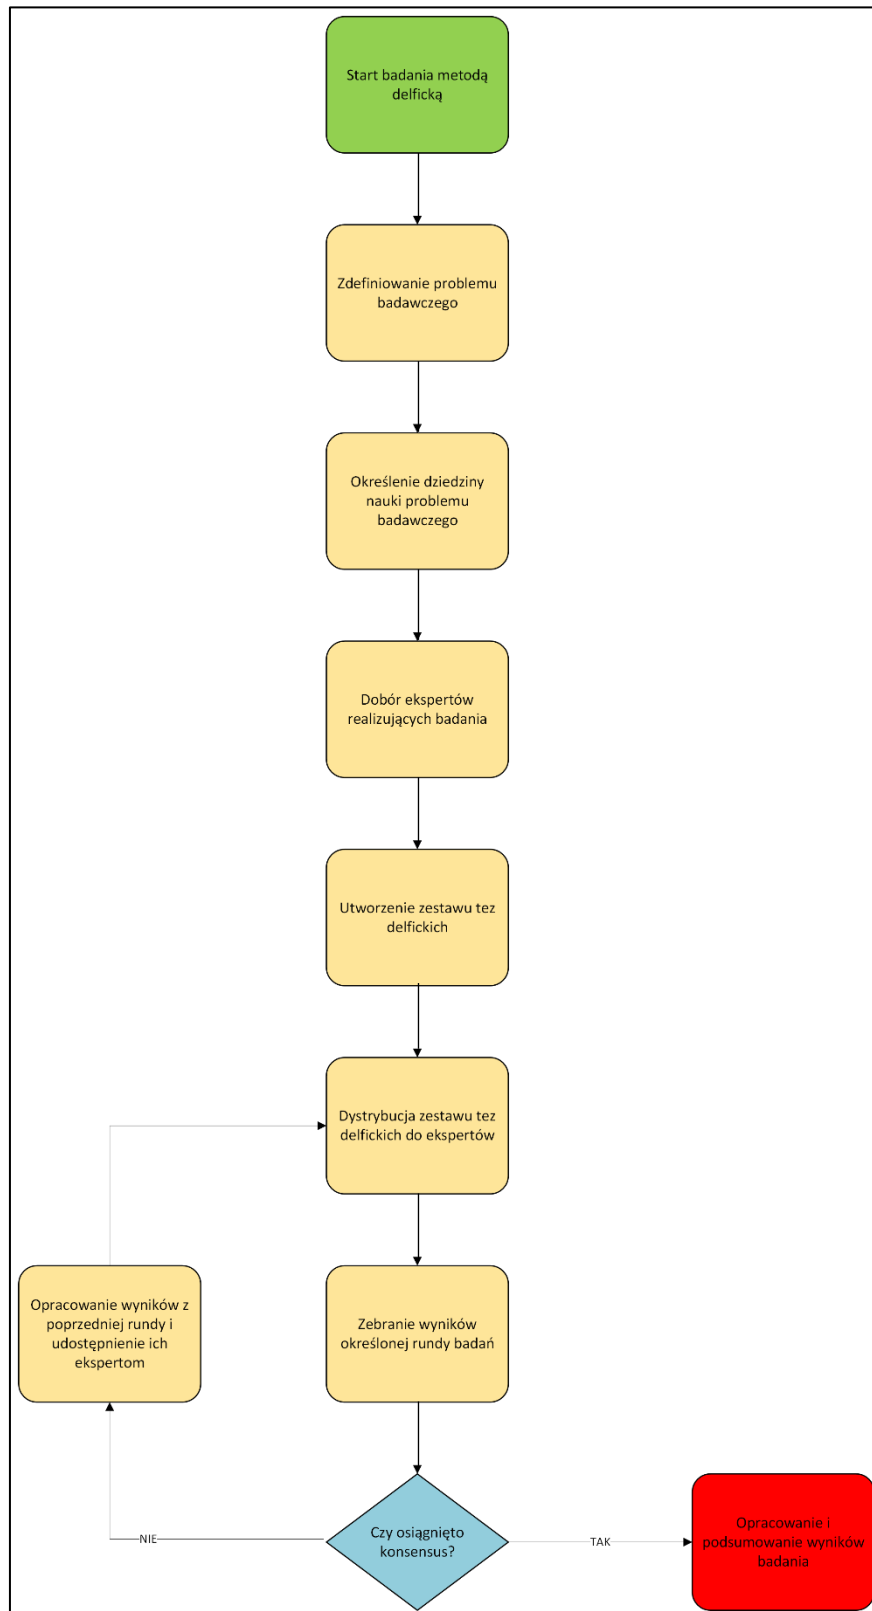 Start badania metodą
delficką
Zdefiniowanie problemu
badawczego
Określenie dziedziny
nauki problemu
badawczego
Dobór ekspertów
realizujących badania
Utworzenie zestawu tez
delfickich
Dystrybucja zestawu tez
delfickich do ekspertów
Opracowanie wyników z
poprzedniej rundy i
udostępnienie ich
ekspertom
Zebranie wyników
określonej rundy badań
NIE
Czy osiągnięto
konsensus?
TAK
Opracowanie i
podsumowanie wyników
badania